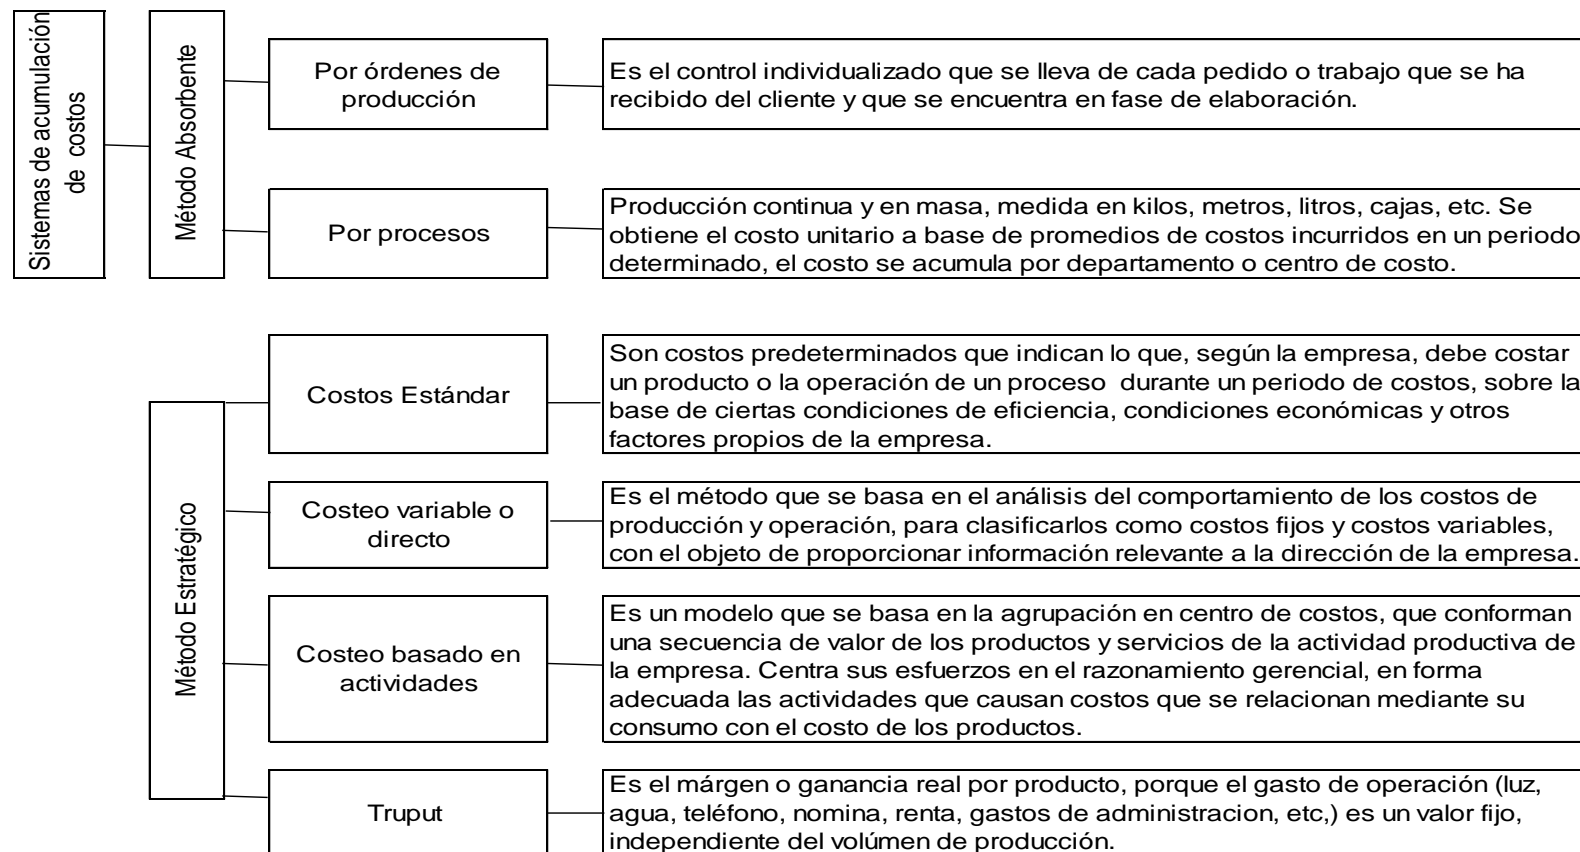 Sistemas de acumulación
de costos
Método Absorbente
Por órdenes de
producción
Es el control individualizado que se lleva de cada pedido o trabajo que se ha
recibido del cliente y que se encuentra en fase de elaboración.
Por procesos
Producción continua y en masa, medida en kilos, metros, litros, cajas, etc. Se
obtiene el costo unitario a base de promedios de costos incurridos en un periodo
determinado, el costo se acumula por departamento o centro de costo.
Método Estratégico
Costos Estándar
Son costos predeterminados que indican lo que, según la empresa, debe costar
un producto o la operación de un proceso durante un periodo de costos, sobre la
base de ciertas condiciones de eficiencia, condiciones económicas y otros
factores propios de la empresa.
Costeo variable o
directo
Es el método que se basa en el análisis del comportamiento de los costos de
producción y operación, para clasificarlos como costos fijos y costos variables,
con el objeto de proporcionar información relevante a la dirección de la empresa.
Costeo basado en
actividades
Es un modelo que se basa en la agrupación en centro de costos, que conforman
una secuencia de valor de los productos y servicios de la actividad productiva de
la empresa. Centra sus esfuerzos en el razonamiento gerencial, en forma
adecuada las actividades que causan costos que se relacionan mediante su
consumo con el costo de los productos.
Truput
Es el márgen o ganancia real por producto, porque el gasto de operación (luz,
agua, teléfono, nomina, renta, gastos de administracion, etc,) es un valor fijo,
independiente del volúmen de producción.